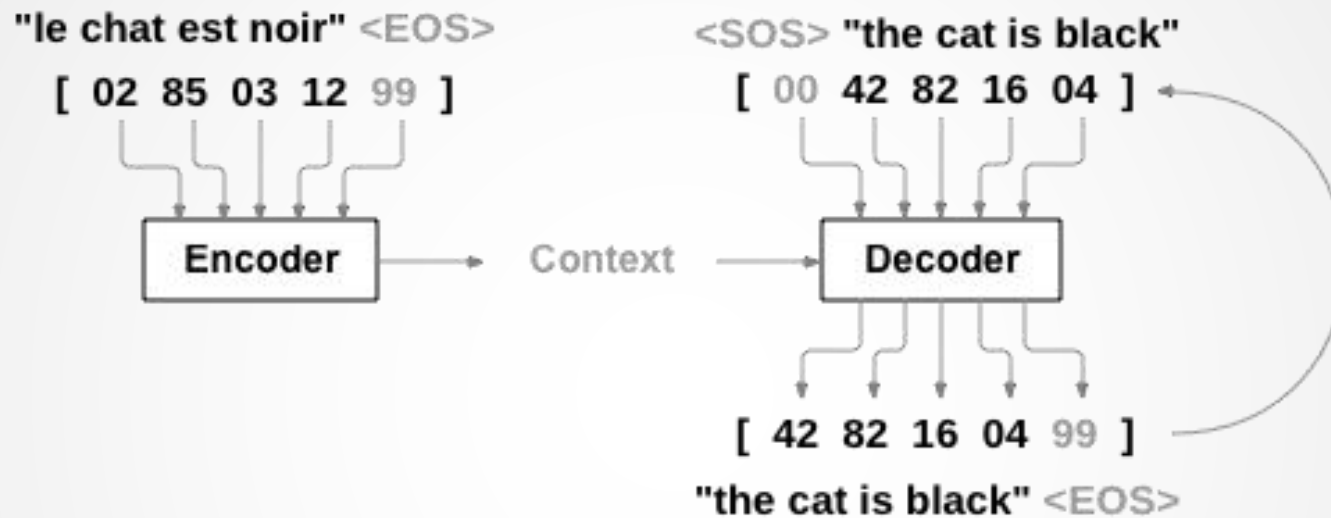 "le chat est noir" <EOS>
[ 02 85 03 12 99 ]
Encoder
Context
<SOS> "the cat is black"
[ 00 42 82 16 04 ]
Decoder
[ 42 82 16 04 99 ]
"the cat is black" <EOS>